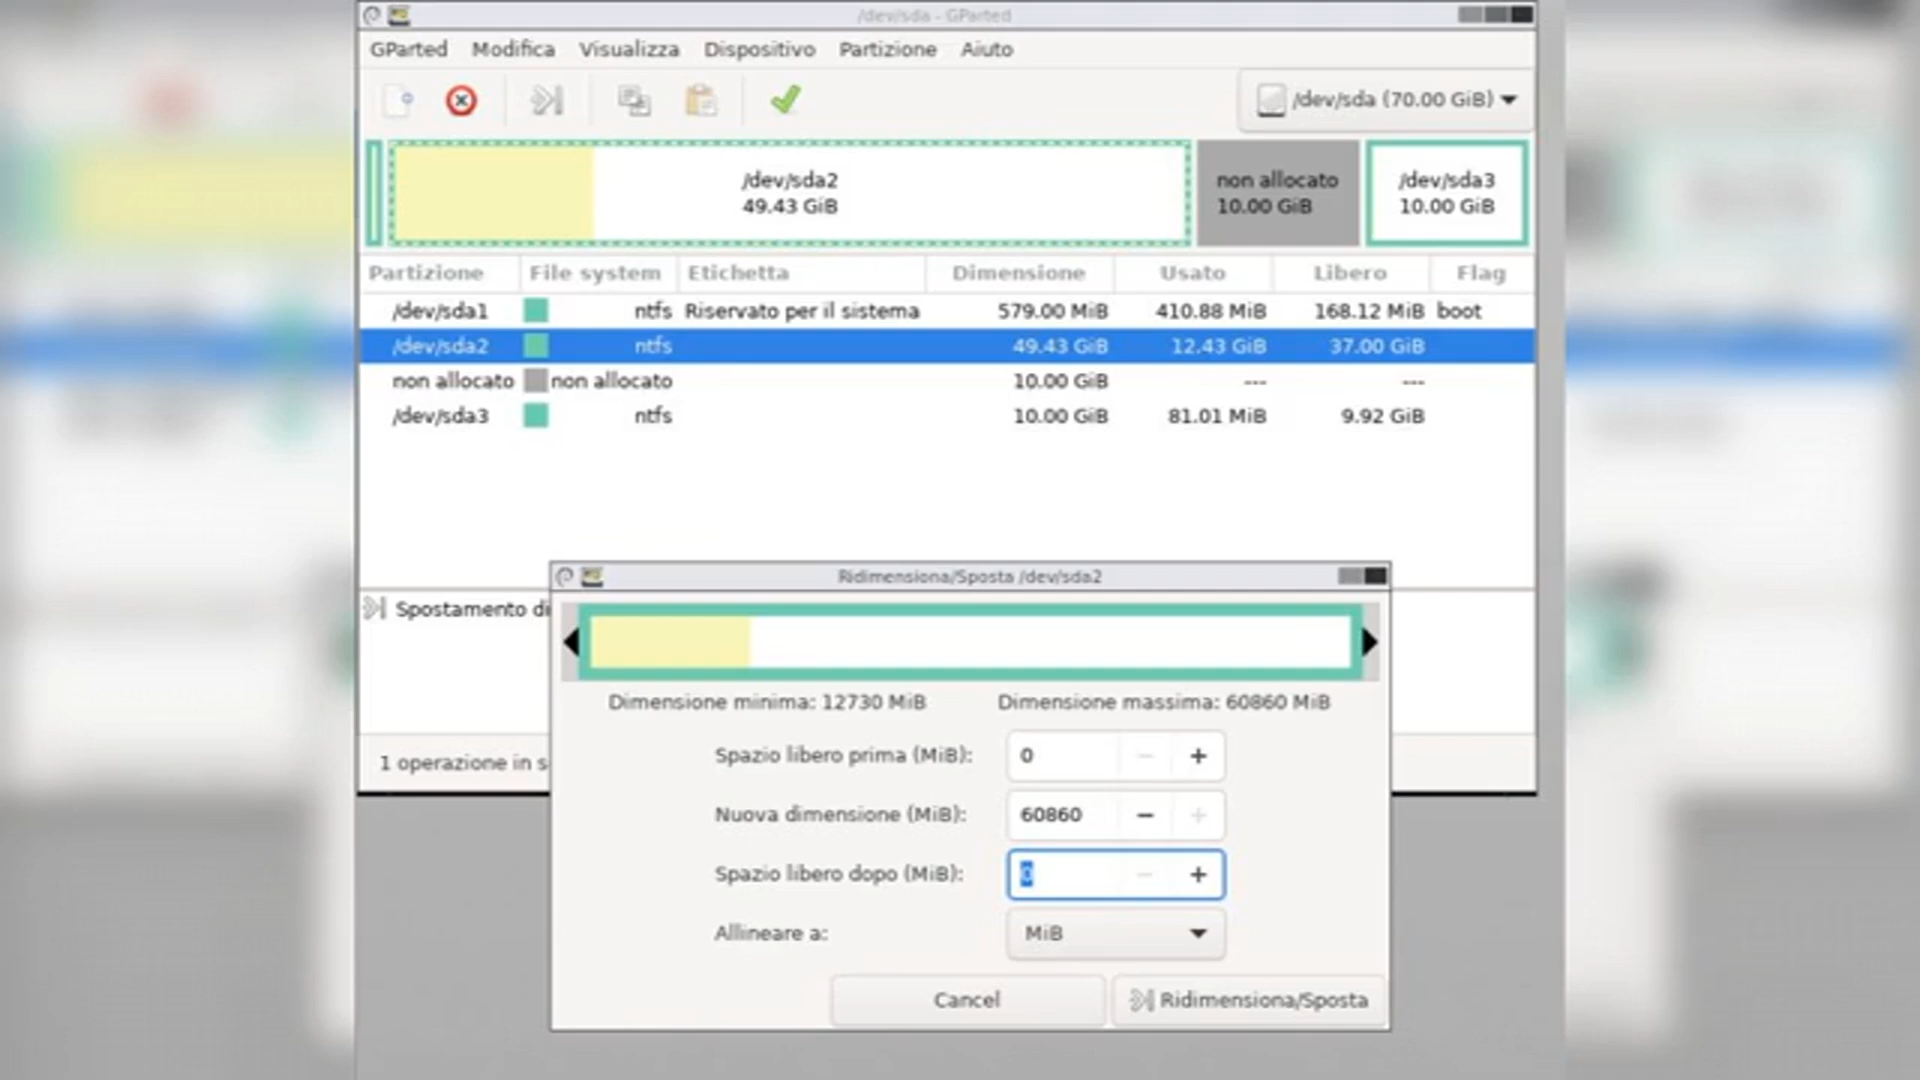 /dev/sda - GParted
GParted Modifica Visualizza Dispositivo Partizione Aiuto
/dev/sda (70.00 GiB)
/dev/sda2
49.43 GiB
non allocato
10.00 GiB
/dev/sda3
10.00 GiB
Partizione File system Etichetta Dimensione Usato Libero Flag
/dev/sda1 ntfs Riservato per il sistema 579.00 MiB 410.88 MiB 168.12 MiB boot
/dev/sda2 ntfs 49.43 GiB 12.43 GiB 37.00 GiB
non allocato non allocato 10.00 GiB --- ---
/dev/sda3 ntfs 10.00 GiB 81.01 MiB 9.92 GiB
Spostamento di
1 operazione in s
Ridimensiona/Sposta /dev/sda2
Dimensione minima: 12730 MiB Dimensione massima: 60860 MiB
Spazio libero prima (MiB): 0
Nuova dimensione (MiB): 60860
Spazio libero dopo (MiB): 0
Allineare a: MiB
Cancel Ridimensiona/Sposta